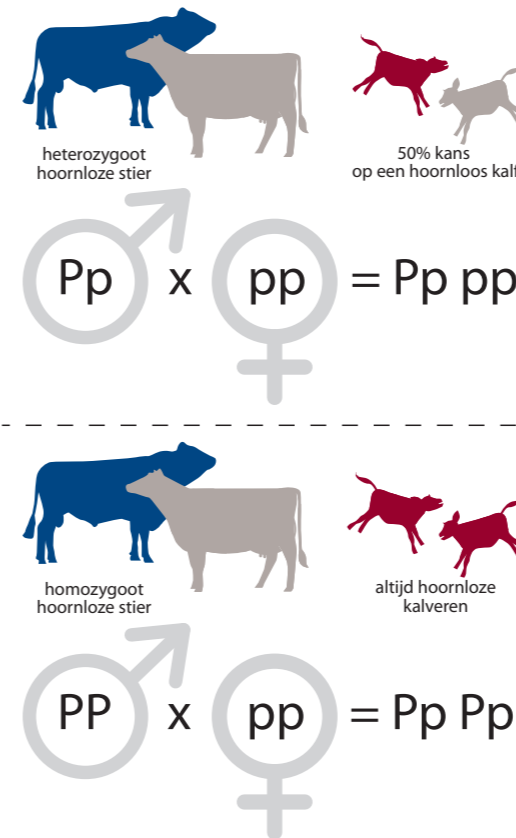 heterozygoot
hoornloze stier
50% kans
op een hoornloos kalf
Pp x pp = Pp pp
homozygoot
hoornloze stier
altijd hoornloze
kalveren
PP x pp = Pp Pp